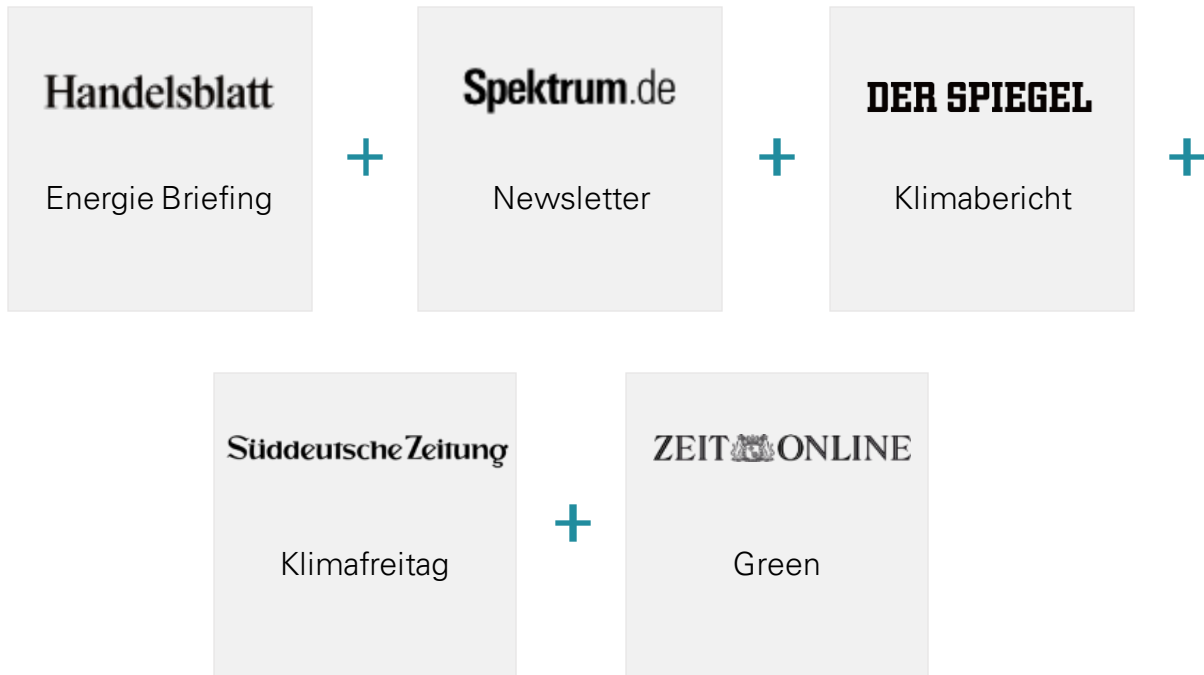 Handelsblatt
Energie Briefing
+
Spektrum.de
Newsletter
+
DER SPIEGEL
Klimabericht
+
Süddeutsche Zeitung
Klimafreitag
+
ZEIT ONLINE
Green